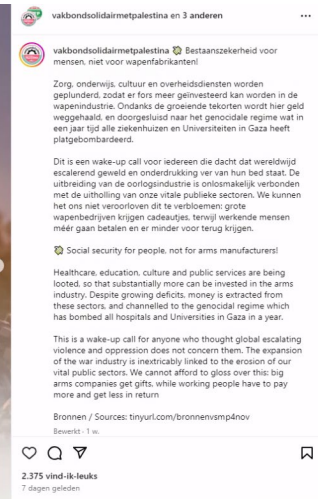 vakbondsolidairmetpalestina en 3 anderen
vakbondsolidairmetpalestina 💥 Bestaanszekerheid voor
mensen, niet voor wapenfabrikanten!
Zorg, onderwijs, cultuur en overheidsdiensten worden
geplunderd, zodat er fors meer geïnvesteerd kan worden in de
wapenindustrie. Ondanks de groeiende tekorten wordt hier geld
weggehaald, en doorgesluisd naar het genocidale regime wat in
een jaar tijd alle ziekenhuizen en Universiteiten in Gaza heeft
platgebombardeerd.
Dit is een wake-up call voor iedereen die dacht dat wereldwijd
escalerend geweld en onderdrukking ver van hun bed staat. De
uitbreiding van de oorlogsindustrie is onlosmakelijk verbonden
met de uitholling van onze vitale publieke sectoren. We kunnen
het ons niet veroorloven dit te verbloemen: grote
wapenbedrijven krijgen cadeautjes, terwijl werkende mensen
méér gaan betalen en er minder voor terug krijgen.
💥 Social security for people, not for arms manufacturers!
Healthcare, education, culture and public services are being
looted, so that substantially more can be invested in the arms
industry. Despite growing deficits, money is extracted from
these sectors, and channelled to the genocidal regime which
has bombed all hospitals and Universities in Gaza in a year.
This is a wake-up call for anyone who thought global escalating
violence and oppression does not concern them. The expansion
of the war industry is inextricably linked to the erosion of our
vital public sectors. We cannot afford to gloss over this: big
arms companies get gifts, while working people have to pay
more and get less in return
Bronnen / Sources: tinyurl.com/bronnenvsmp4nov
Bewerkt · 1 w.
2.375 vind-ik-leuks
7 dagen geleden